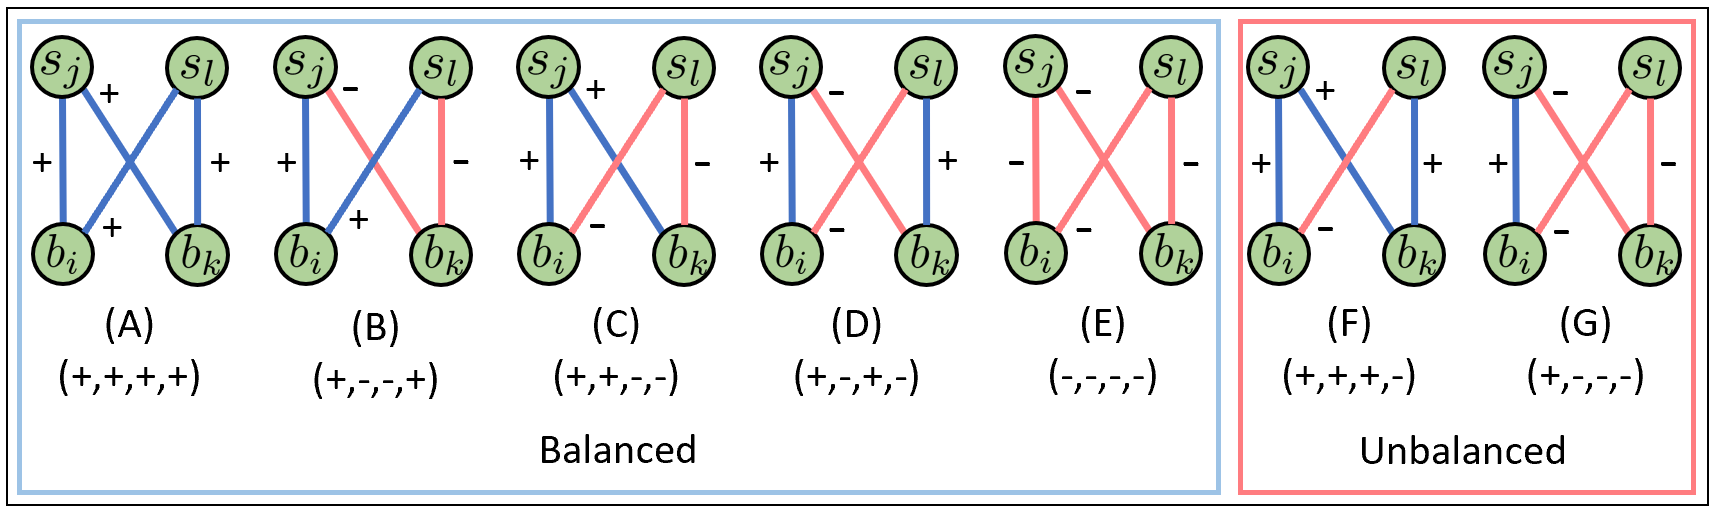 s_j s_l s_j s_l s_j s_l s_j s_l s_j s_l s_j s_l s_j s_l
+ - + - - + -
+ + + - + - + + - - + + + -
+ + - - - - -
b_i b_k b_i b_k b_i b_k b_i b_k b_i b_k b_i b_k b_i b_k
(A) (B) (C) (D) (E) (F) (G)
(+,+,+,+) (+,-,-,+) (+,+,-,-) (+,-,+,-) (-,-,-,-) (+,+,+,-) (+,-,-,-)
Balanced Unbalanced